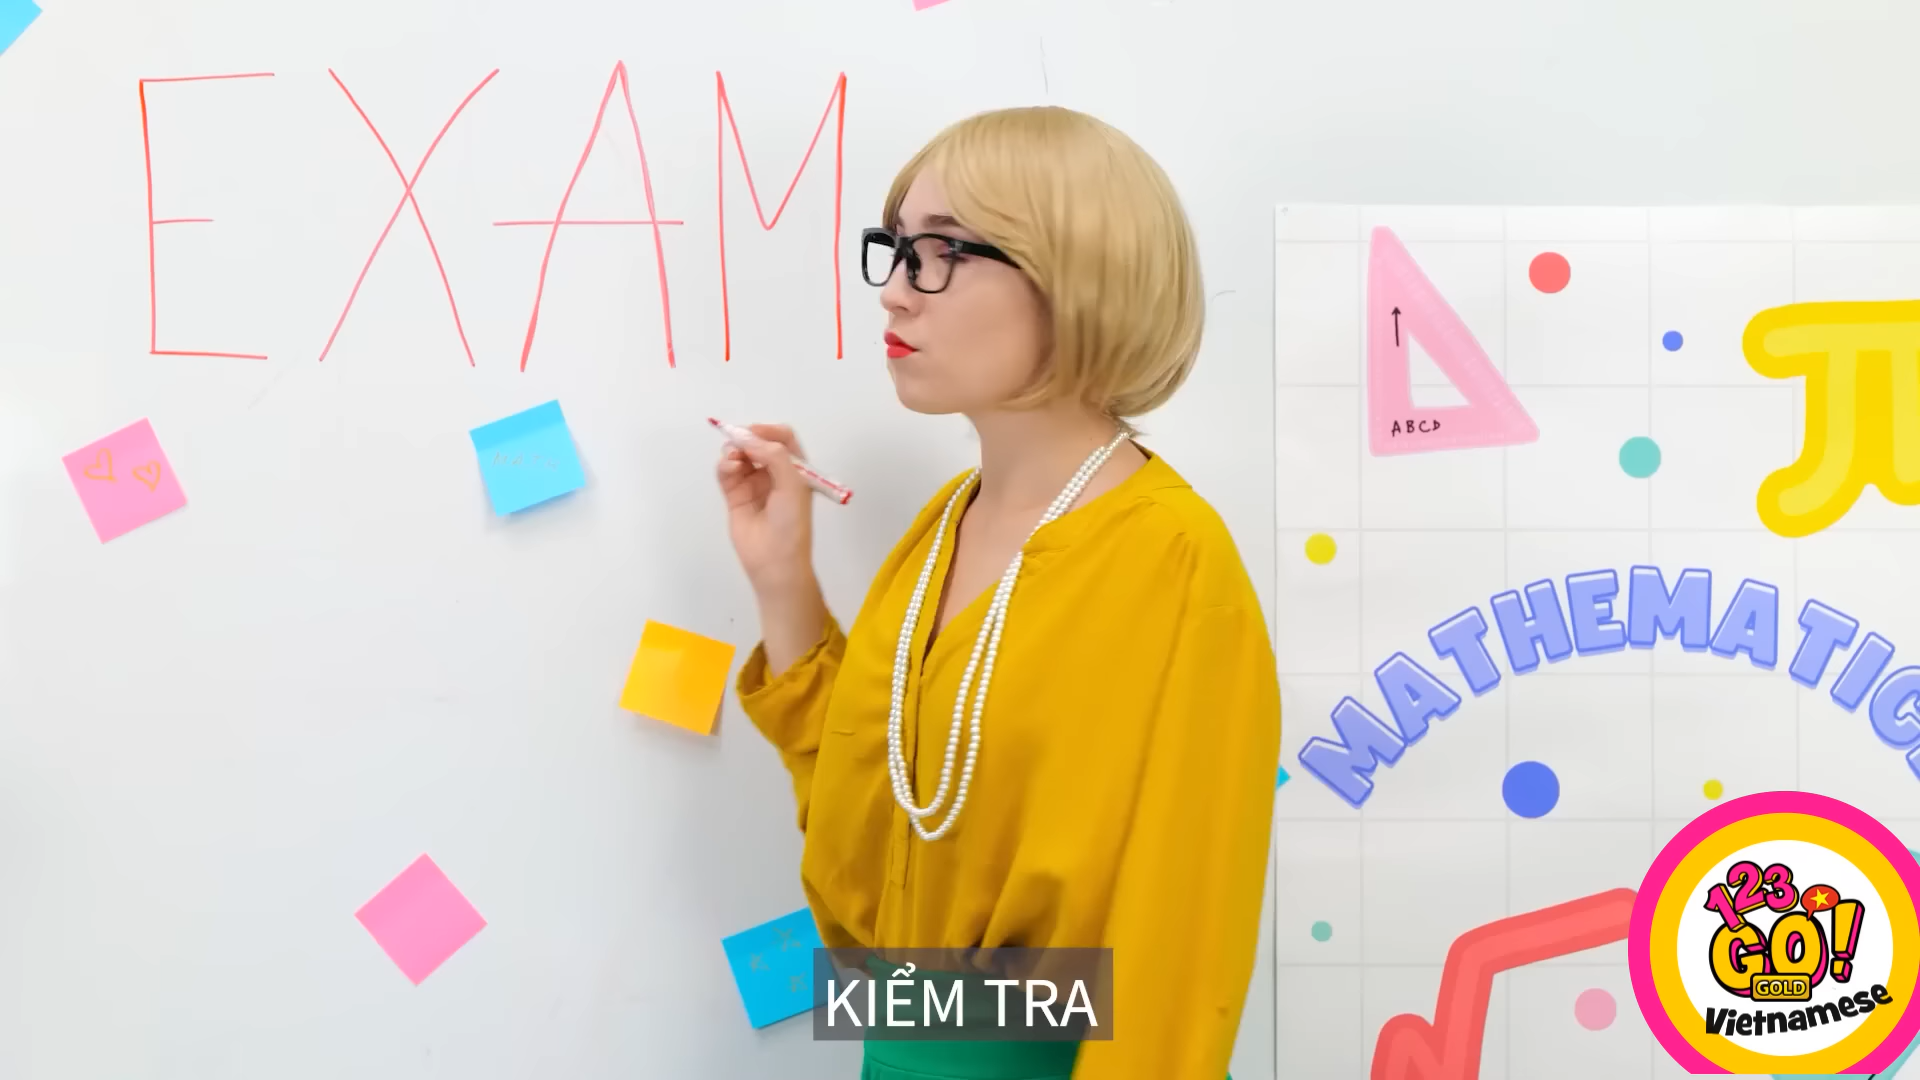 EXAM
ABCD
π
MATHEMATIC
KIỂM TRA
123
GO!
GOLD
Vietnamese